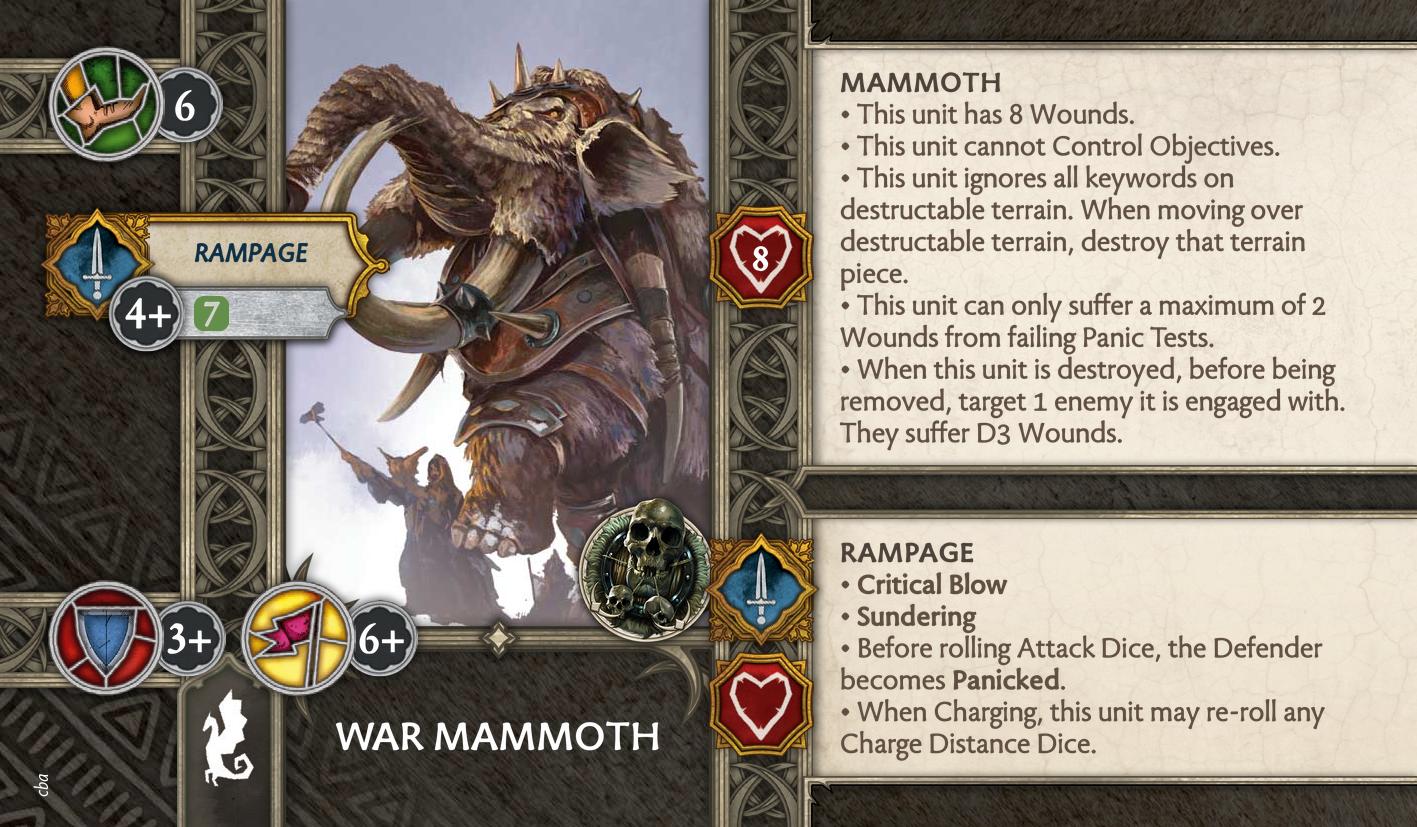 6
RAMPAGE
4+ 7
3+ 6+
WAR MAMMOTH
cba
8
MAMMOTH
• This unit has 8 Wounds.
• This unit cannot Control Objectives.
• This unit ignores all keywords on
destructable terrain. When moving over
destructable terrain, destroy that terrain
piece.
• This unit can only suffer a maximum of 2
Wounds from failing Panic Tests.
• When this unit is destroyed, before being
removed, target 1 enemy it is engaged with.
They suffer D3 Wounds.
RAMPAGE
• Critical Blow
• Sundering
• Before rolling Attack Dice, the Defender
becomes Panicked.
• When Charging, this unit may re-roll any
Charge Distance Dice.